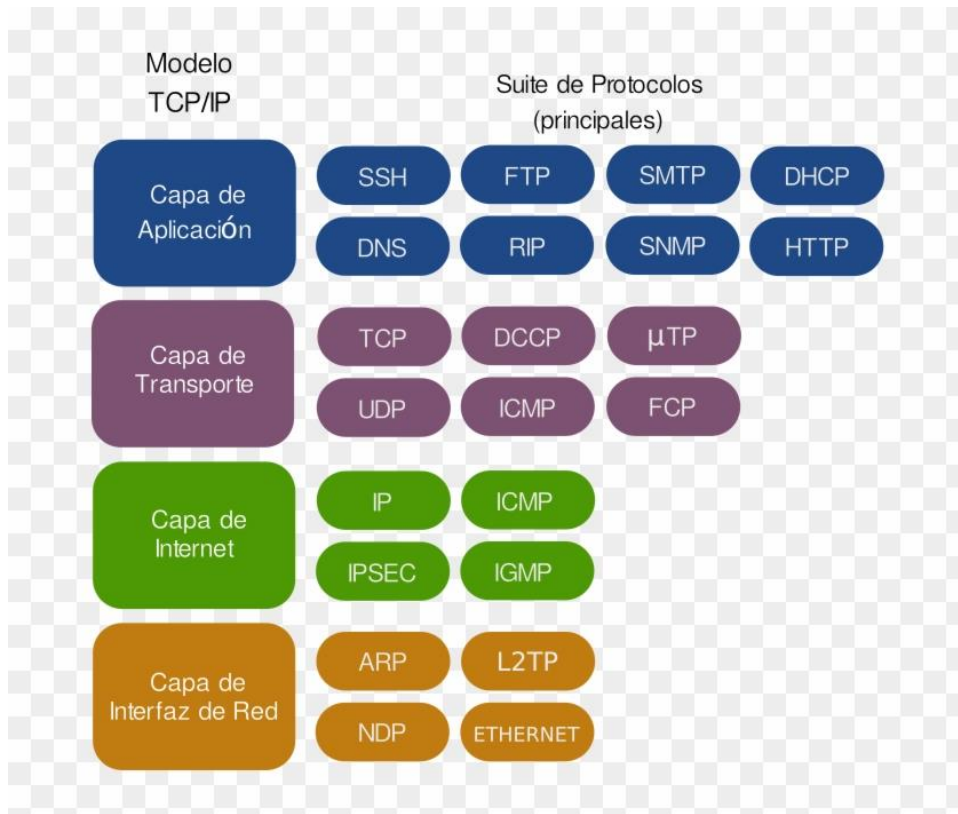 Modelo
TCP/IP
Suite de Protocolos
(principales)
Capa de
Aplicación
SSH
FTP
SMTP
DHCP
DNS
RIP
SNMP
HTTP
Capa de
Transporte
TCP
DCCP
µTP
UDP
ICMP
FCP
Capa de
Internet
IP
ICMP
IPSEC
IGMP
Capa de
Interfaz de Red
ARP
L2TP
NDP
ETHERNET